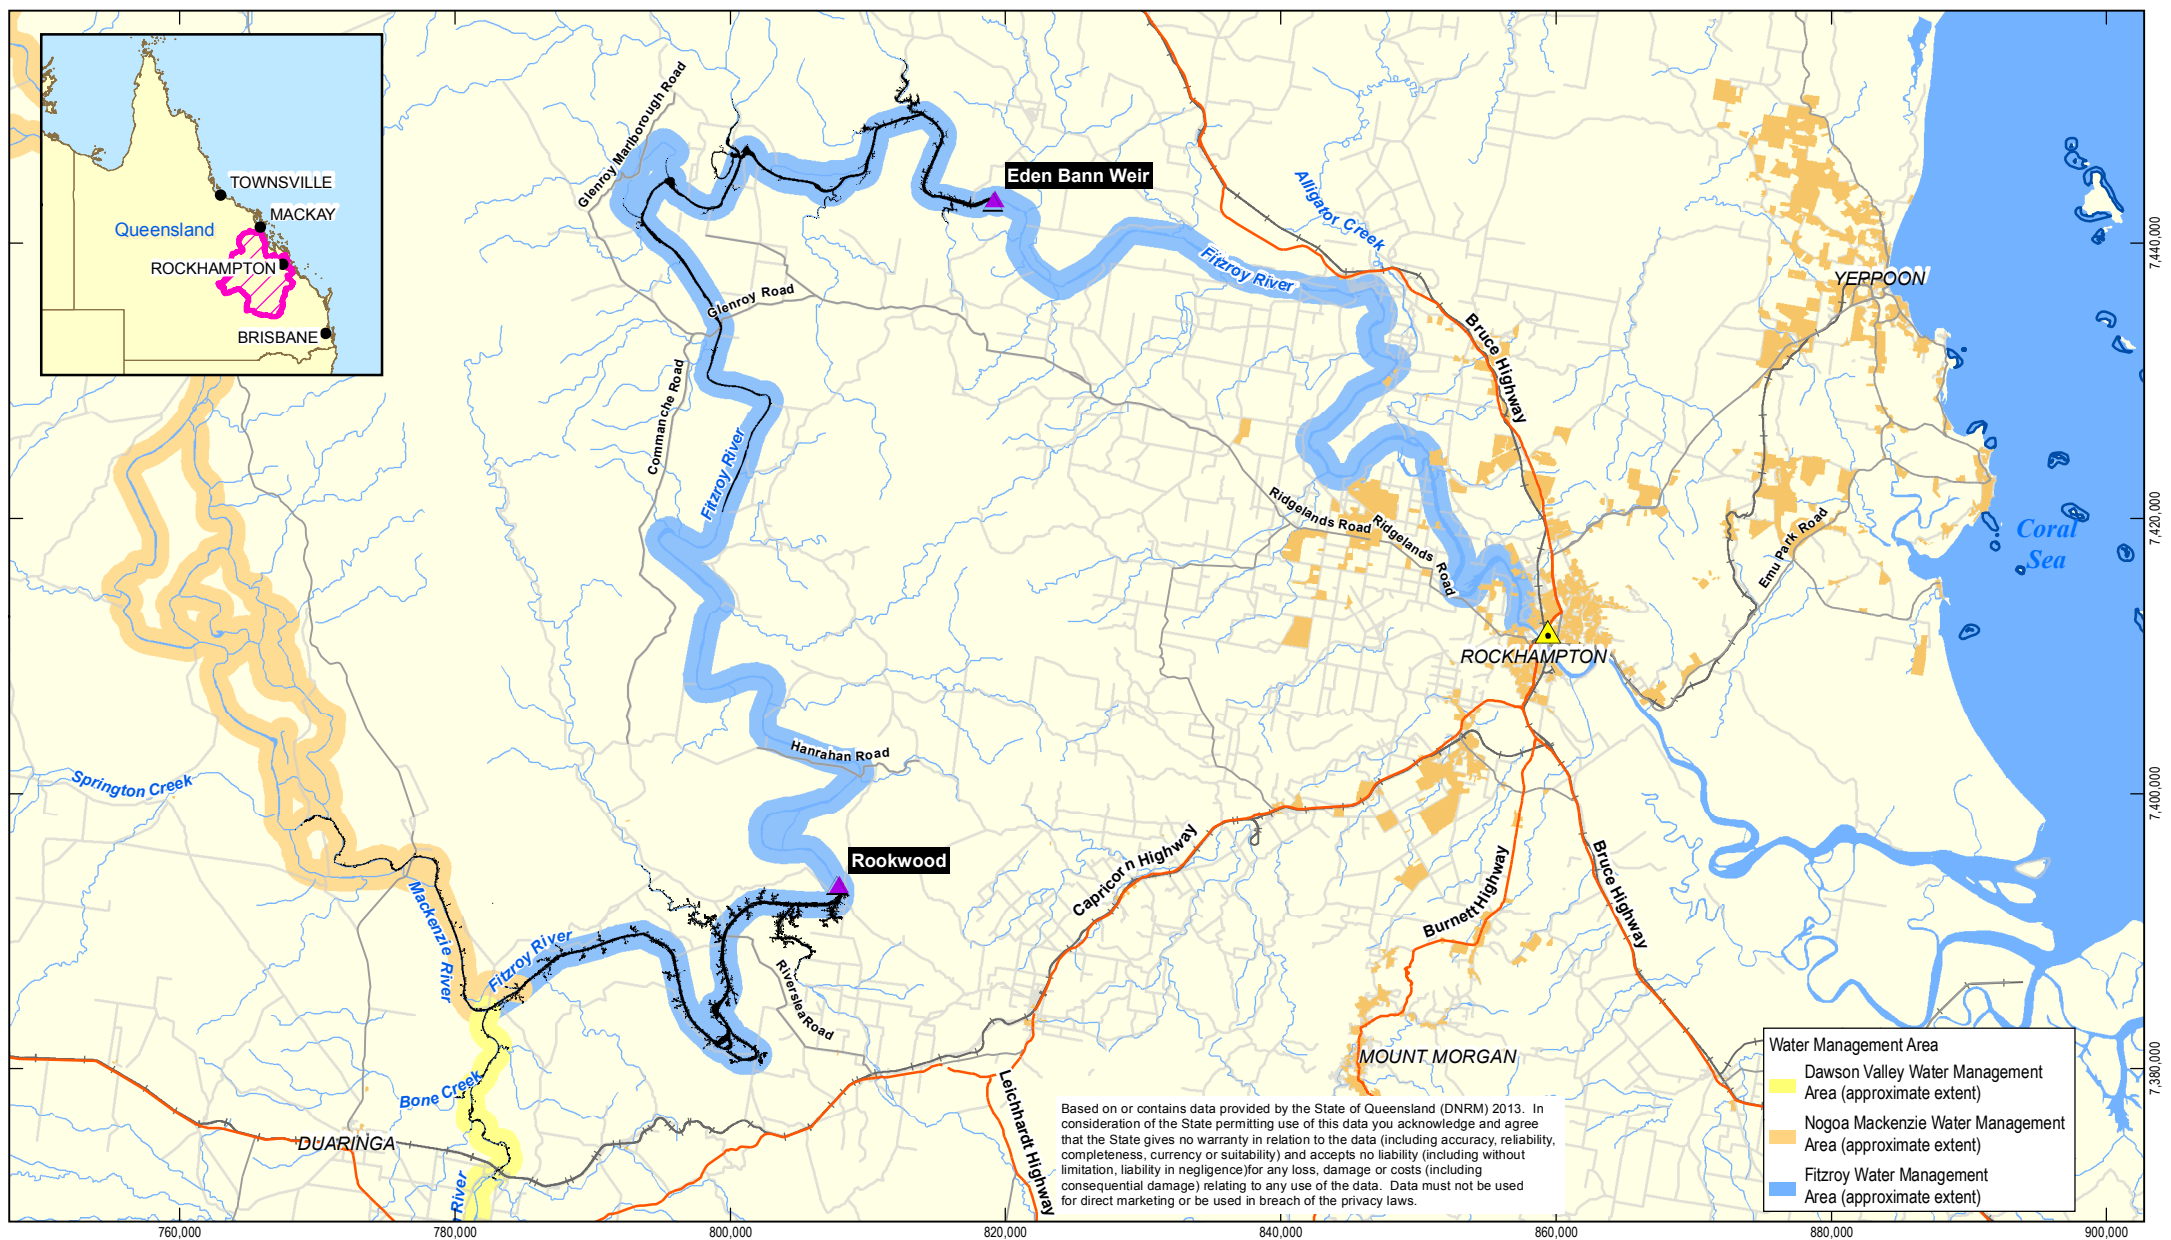 TOWNSVILLE
MACKAY
Queensland
ROCKHAMPTON
BRISBANE
Glenroy Marlborough Road
Eden Bann Weir
Alligator Creek
Fitzroy River
Glenroy Road
Bruce Highway
YEPPOON
7,440,000
Commanche Road
Fitzroy River
Ridgelands Road
Ridgelands
Road
Emu Park Road
Coral
Sea
7,420,000
ROCKHAMPTON
Hanrahan Road
Springton Creek
7,400,000
Rookwood
Capricorn Highway
Burnett Highway
Bruce Highway
Mackenzie River
Fitzroy River
Riverslea Road
MOUNT MORGAN
Bone Creek
DUARINGA
River
Leichhardt Highway
7,380,000
Based on or contains data provided by the State of Queensland (DNRM) 2013. In
consideration of the State permitting use of this data you acknowledge and agree
that the State gives no warranty in relation to the data (including accuracy, reliability,
completeness, currency or suitability) and accepts no liability (including without
limitation, liability in negligence)for any loss, damage or costs (including
consequential damage) relating to any use of the data. Data must not be used
for direct marketing or be used in breach of the privacy laws.
Water Management Area
Dawson Valley Water Management
Area (approximate extent)
Nogoa Mackenzie Water Management
Area (approximate extent)
Fitzroy Water Management
Area (approximate extent)
760,000
780,000
800,000
820,000
840,000
860,000
880,000
900,000